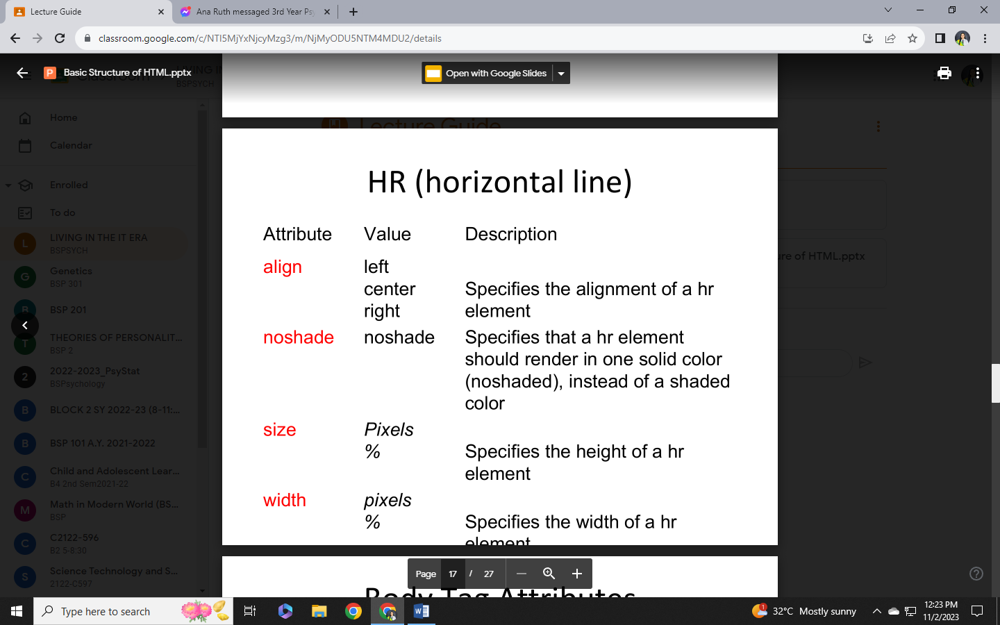 Lecture Guide
Ana Ruth messaged 3rd Year Ps
classroom.google.com/c/NTI5MjYxNjcyMzg3/m/NjMyODU5NTM4MDU2/details
Basic Structure of HTML.pptx
Open with Google Slides
Classroom
LIVING IN
BSPSYCH
Home
Calendar
Enrolled
To do
L
LIVING IN THE IT ERA
BSPSYCH
G
Genetics
BSP 301
B
BSP 201
T
THEORIES OF PERSONALIT...
BSP 2
2
2022-2023_PsyStat
BSPsychology
B
BLOCK 2 SY 2022-23 (8-11:...
B
BSP 101 A.Y. 2021-2022
C
Child and Adolescent Lear...
B4 2nd Sem2021-22
M
Math in Modern World (BS...
BSP
C
C2122-596
B2 5-8:30
S
Science Technology and S...
2122-C597
Lecture Guide
ure of HTML.pptx
HR (horizontal line)
Attribute Value Description
align left
center Specifies the alignment of a hr
right element
noshade noshade Specifies that a hr element
should render in one solid color
(noshaded), instead of a shaded
color
size Pixels
% Specifies the height of a hr
element
width pixels
% Specifies the width of a hr
element
Page 17 / 27
Body Tag Attributes
Type here to search
1
32°C Mostly sunny
12:23 PM
11/2/2023